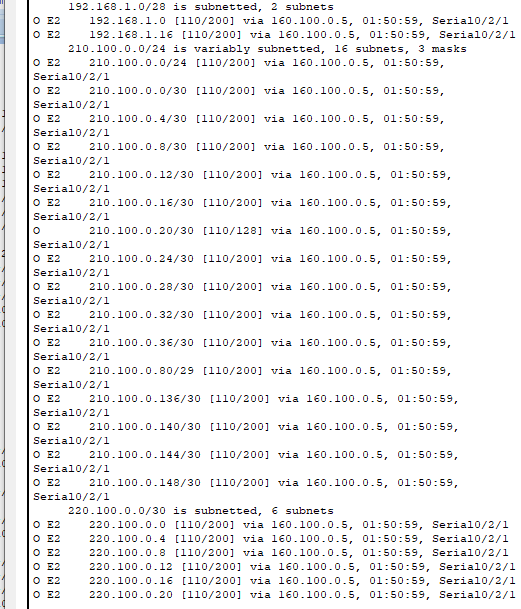 192.168.1.0/28 is subnetted, 2 subnets
O E2 192.168.1.0 [110/200] via 160.100.0.5, 01:50:59, Serial0/2/1
O E2 192.168.1.16 [110/200] via 160.100.0.5, 01:50:59, Serial0/2/1
210.100.0.0/24 is variably subnetted, 16 subnets, 3 masks
O E2 210.100.0.0/24 [110/200] via 160.100.0.5, 01:50:59,
Serial0/2/1
O E2 210.100.0.0/30 [110/200] via 160.100.0.5, 01:50:59,
Serial0/2/1
O E2 210.100.0.4/30 [110/200] via 160.100.0.5, 01:50:59,
Serial0/2/1
O E2 210.100.0.8/30 [110/200] via 160.100.0.5, 01:50:59,
Serial0/2/1
O E2 210.100.0.12/30 [110/200] via 160.100.0.5, 01:50:59,
Serial0/2/1
O E2 210.100.0.16/30 [110/200] via 160.100.0.5, 01:50:59,
Serial0/2/1
O 210.100.0.20/30 [110/128] via 160.100.0.5, 01:50:59,
Serial0/2/1
O E2 210.100.0.24/30 [110/200] via 160.100.0.5, 01:50:59,
Serial0/2/1
O E2 210.100.0.28/30 [110/200] via 160.100.0.5, 01:50:59,
Serial0/2/1
O E2 210.100.0.32/30 [110/200] via 160.100.0.5, 01:50:59,
Serial0/2/1
O E2 210.100.0.36/30 [110/200] via 160.100.0.5, 01:50:59,
Serial0/2/1
O E2 210.100.0.80/29 [110/200] via 160.100.0.5, 01:50:59,
Serial0/2/1
O E2 210.100.0.136/30 [110/200] via 160.100.0.5, 01:50:59,
Serial0/2/1
O E2 210.100.0.140/30 [110/200] via 160.100.0.5, 01:50:59,
Serial0/2/1
O E2 210.100.0.144/30 [110/200] via 160.100.0.5, 01:50:59,
Serial0/2/1
O E2 210.100.0.148/30 [110/200] via 160.100.0.5, 01:50:59,
Serial0/2/1
220.100.0.0/30 is subnetted, 6 subnets
O E2 220.100.0.0 [110/200] via 160.100.0.5, 01:50:59, Serial0/2/1
O E2 220.100.0.4 [110/200] via 160.100.0.5, 01:50:59, Serial0/2/1
O E2 220.100.0.8 [110/200] via 160.100.0.5, 01:50:59, Serial0/2/1
O E2 220.100.0.12 [110/200] via 160.100.0.5, 01:50:59, Serial0/2/1
O E2 220.100.0.16 [110/200] via 160.100.0.5, 01:50:59, Serial0/2/1
O E2 220.100.0.20 [110/200] via 160.100.0.5, 01:50:59, Serial0/2/1